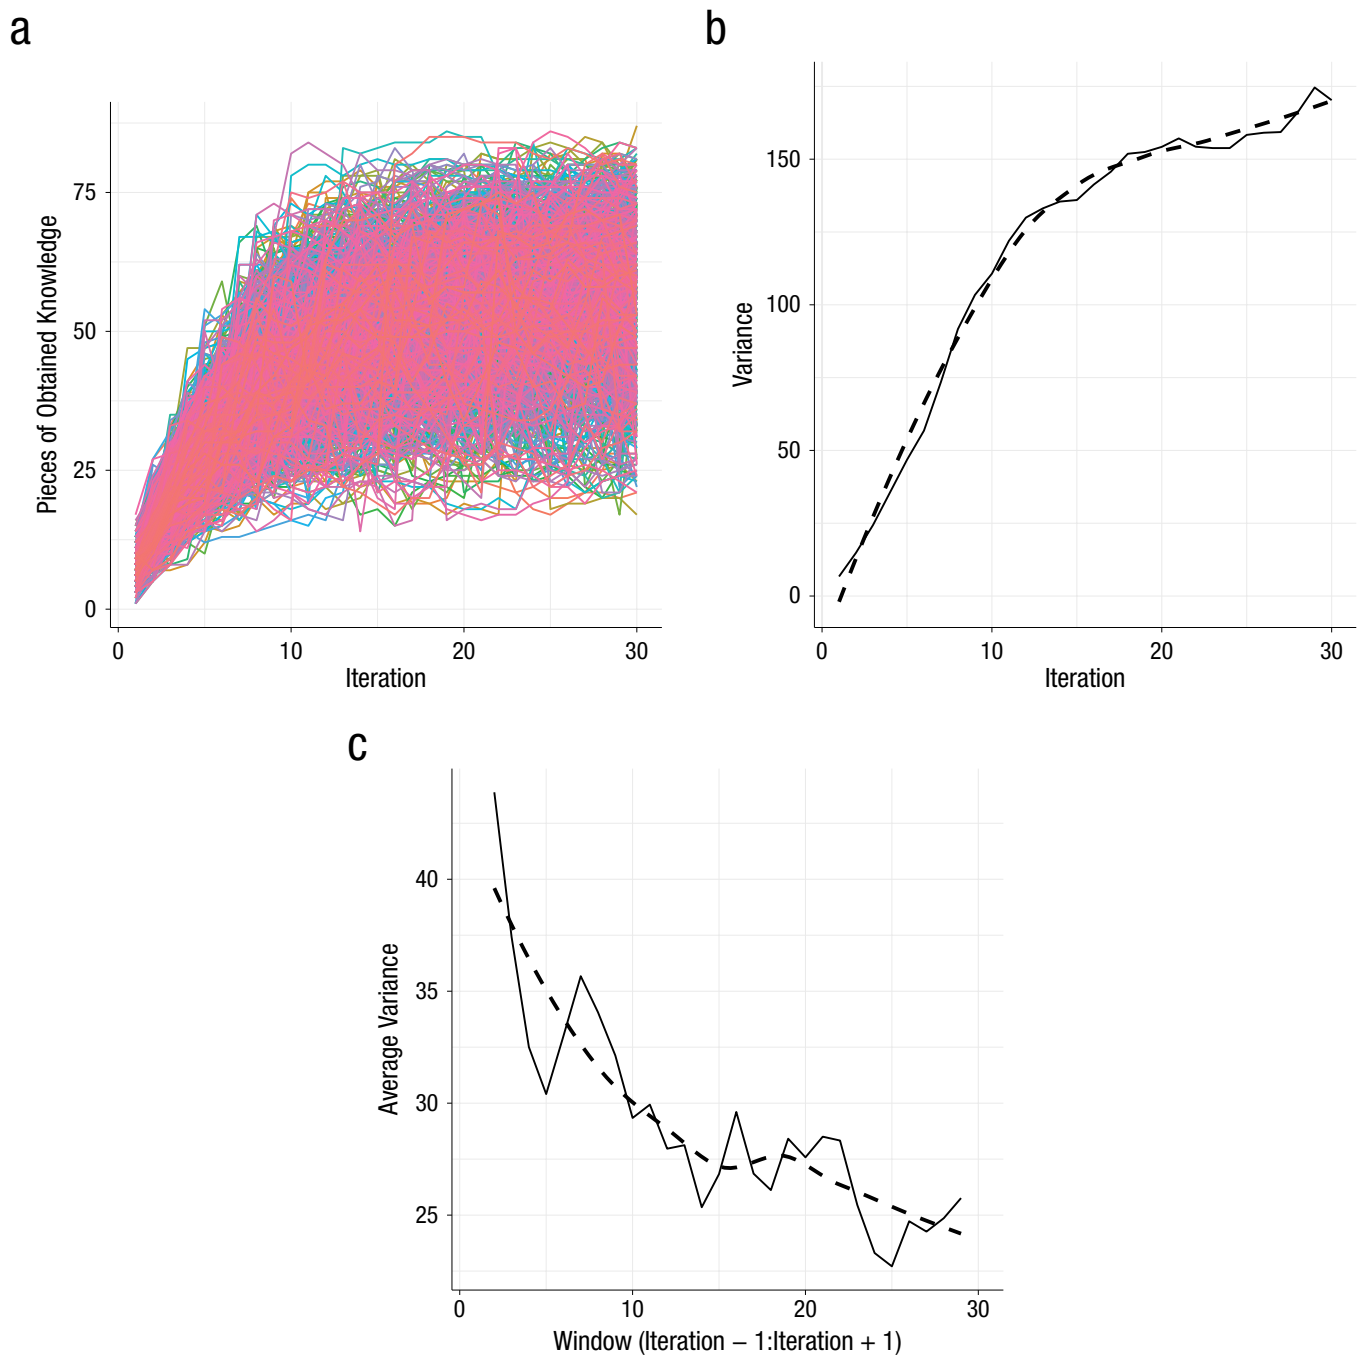 a
Pieces of Obtained Knowledge
75
50
25
0
0 10 20 30
Iteration
b
Variance
150
100
50
0
0 10 20 30
Iteration
c
Average Variance
40
35
30
25
0 10 20 30
Window (Iteration − 1:Iteration + 1)